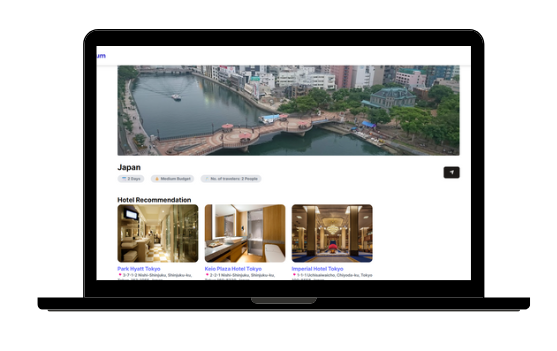 um
Japan
Medium Budget
No. of travelers: 2 People
Hotel Recommendation
Park Hyatt Tokyo
Keio Plaza Hotel Tokyo
Imperial Hotel Tokyo
3-7-1-2 Nishi-Shinjuku, Shinjuku-ku,
2-2-1 Nishi-Shinjuku, Shinjuku-ku,
1-1-1 Uchisaiwaicho, Chiyoda-ku, Tokyo